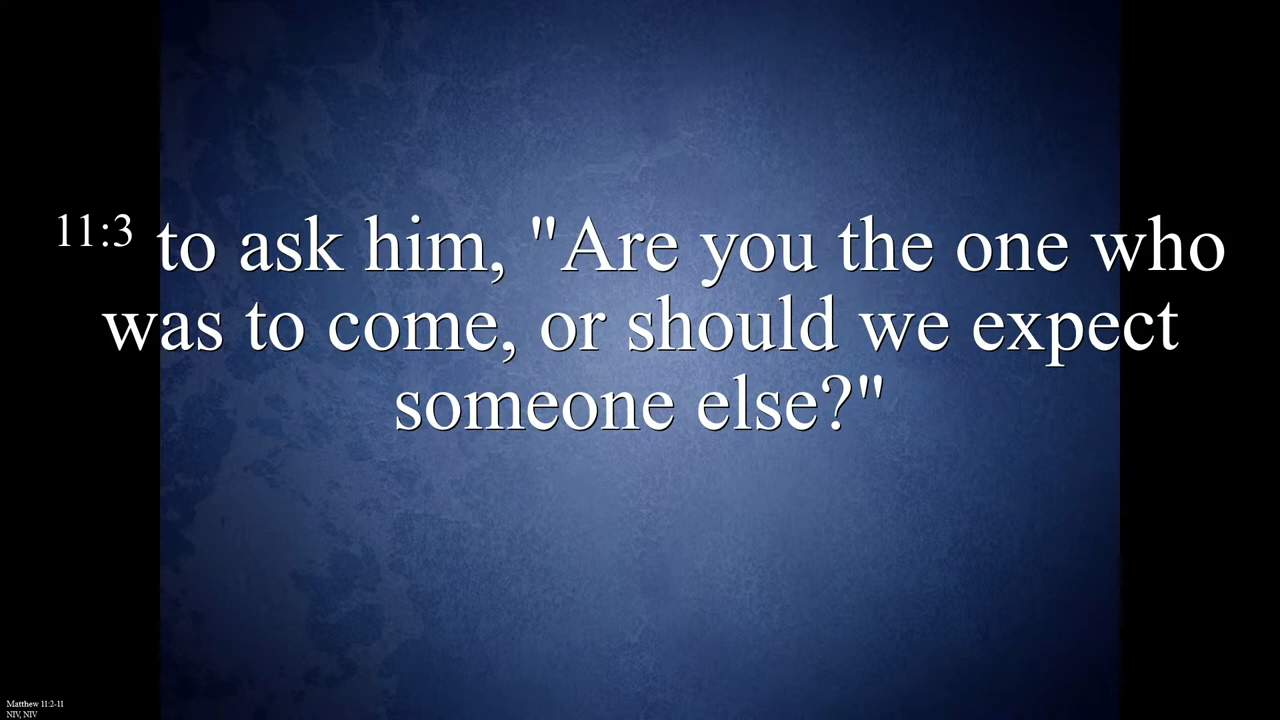 11:3 to ask him, "Are you the one who
was to come, or should we expect
someone else?"
Matthew 11:2-11
NIV, NIV